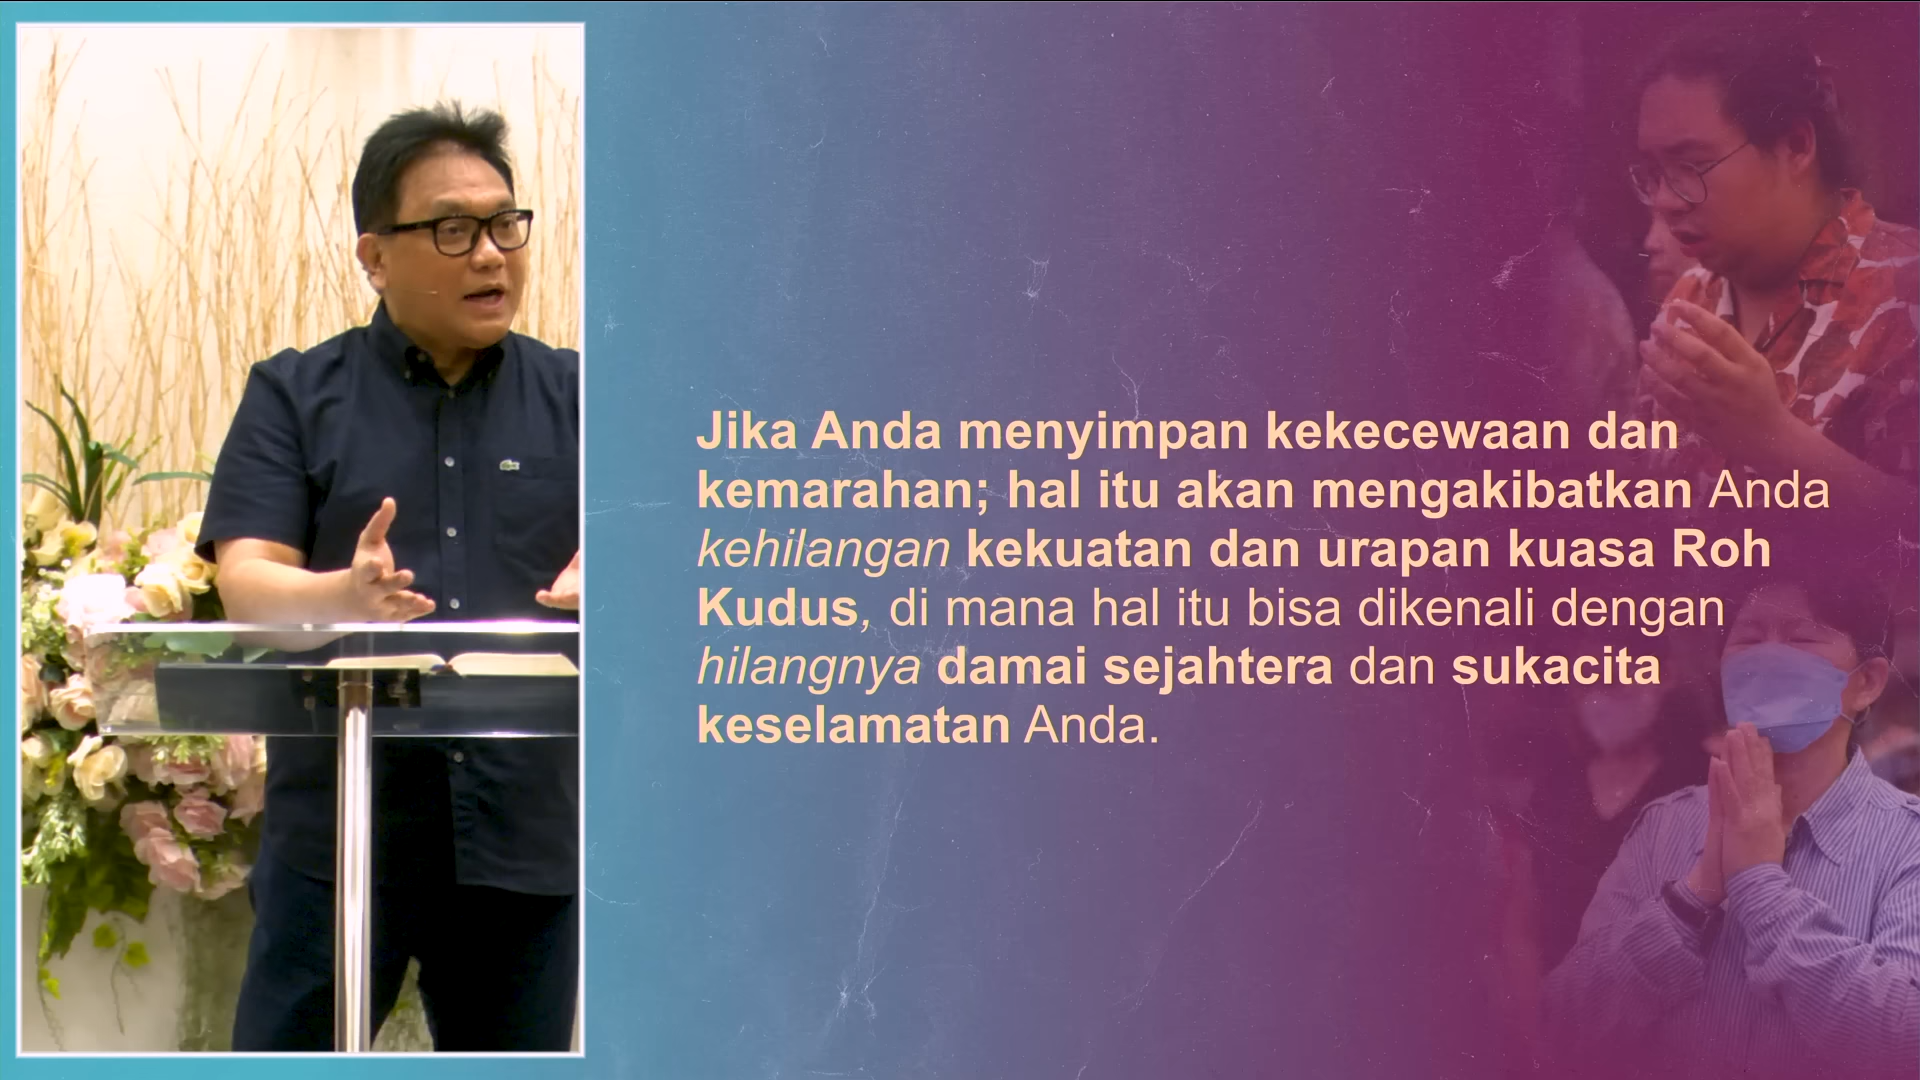 Jika Anda menyimpan kekecewaan dan
kemarahan; hal itu akan mengakibatkan Anda
kehilangan kekuatan dan urapan kuasa Roh
Kudus, di mana hal itu bisa dikenali dengan
hilangnya damai sejahtera dan sukacita
keselamatan Anda.